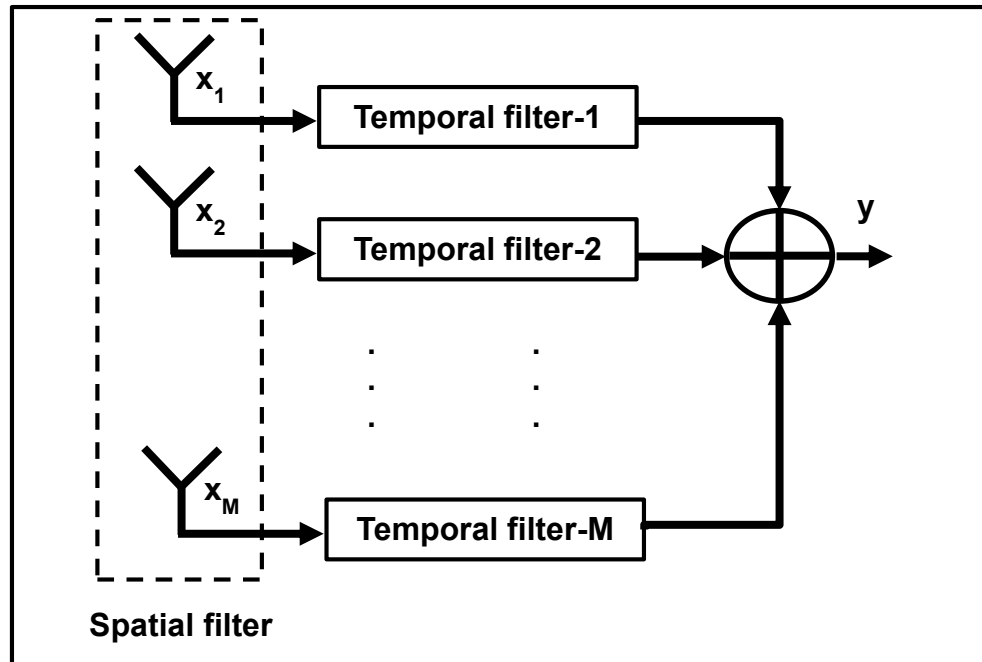 x1
Temporal filter-1
x2
Temporal filter-2
y
. .
. .
. .
xM
Temporal filter-M
Spatial filter